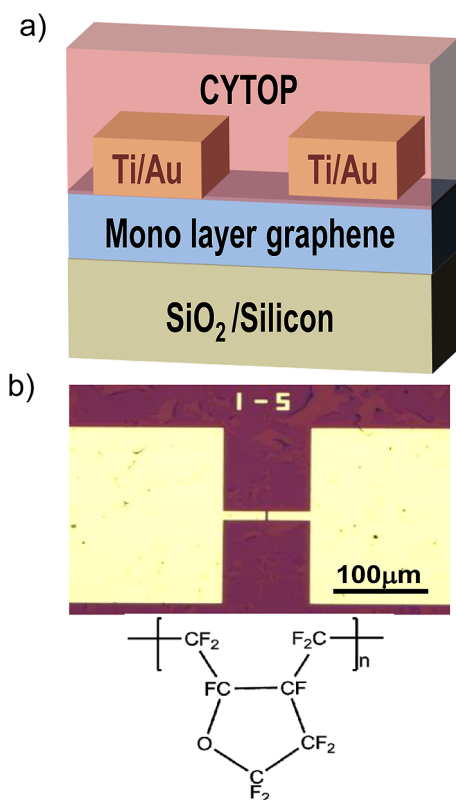 a)
CYTOP
Ti/Au Ti/Au
Mono layer graphene
SiO₂ /Silicon
b)
1-5
100μm
CF₂ F₂C
n
FC CF
O CF₂
C
F₂